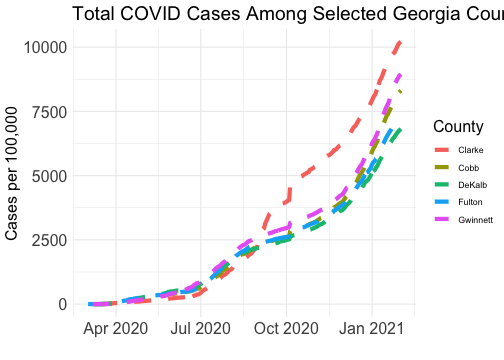 Total COVID Cases Among Selected Georgia Cour
10000
7500
5000
2500
0
Cases per 100,000
Apr 2020 Jul 2020 Oct 2020 Jan 2021
County
Clarke
Cobb
DeKalb
Fulton
Gwinnett